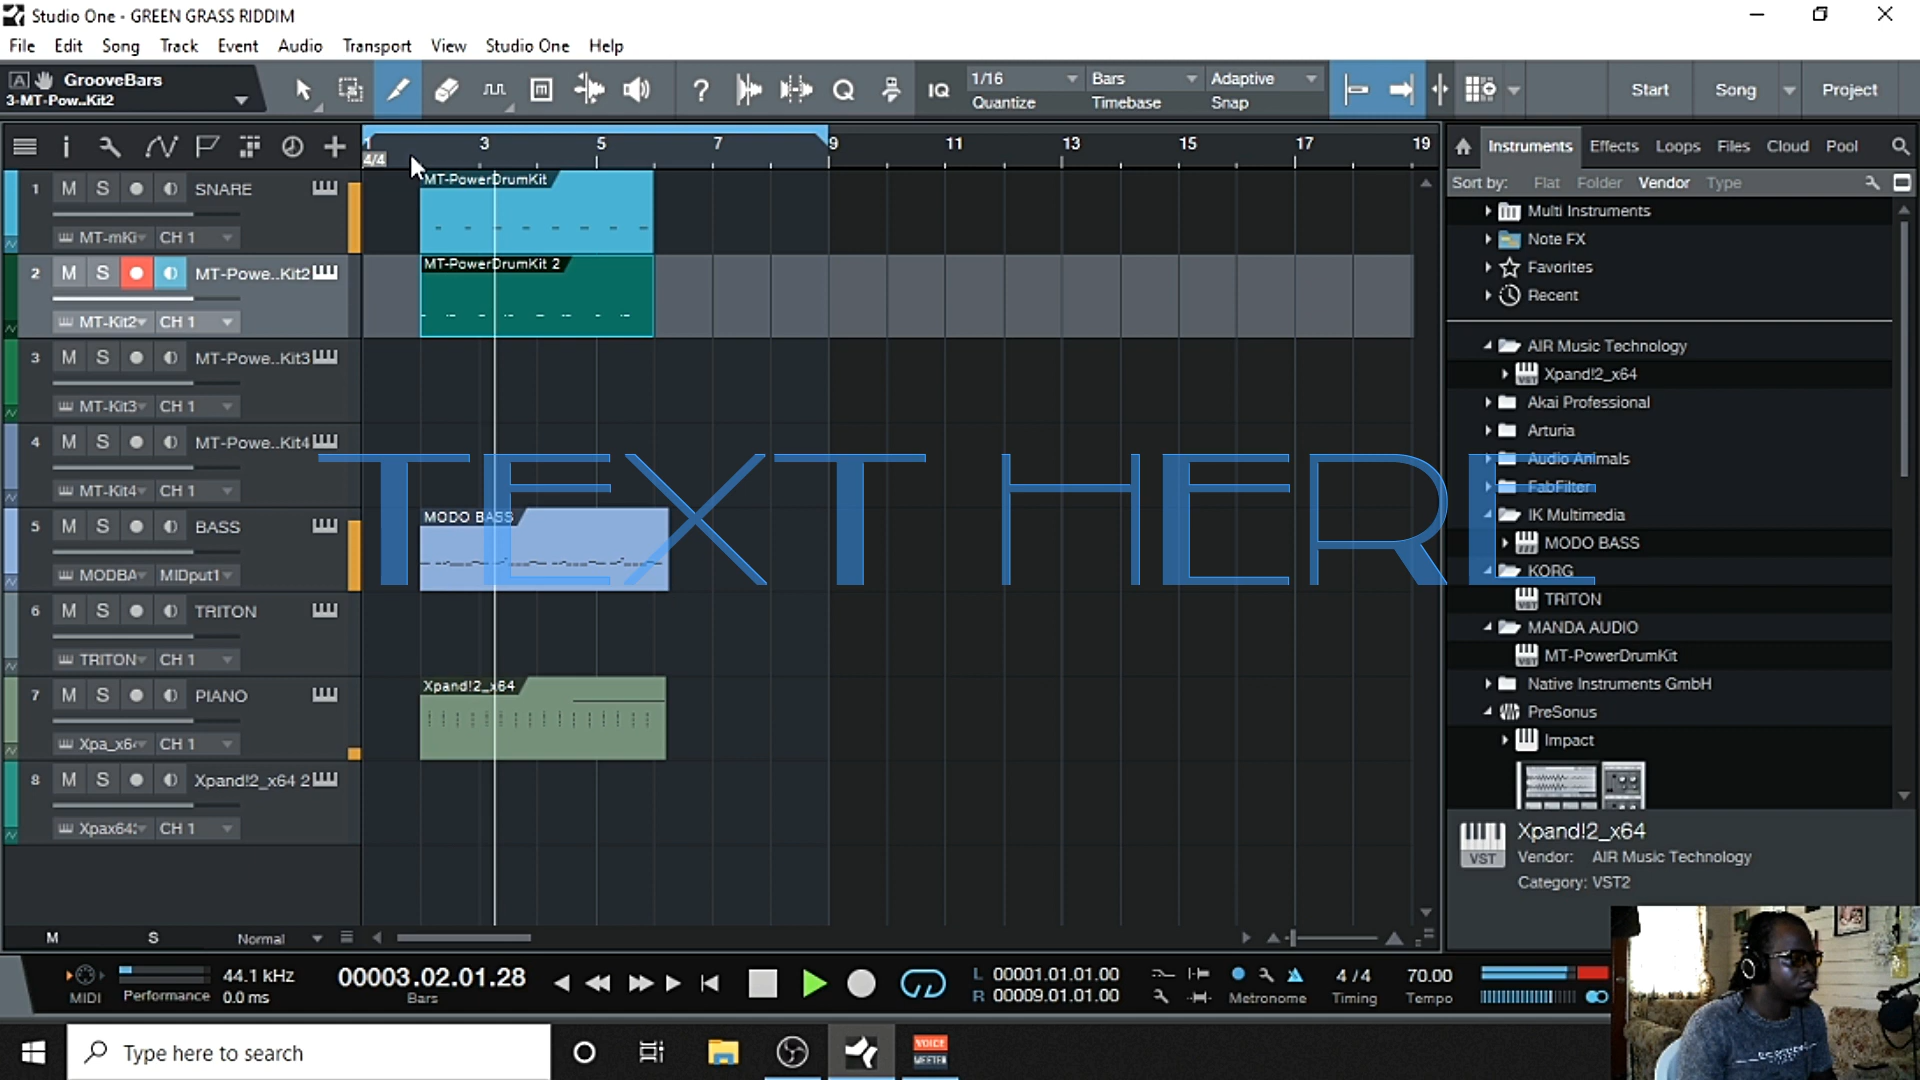 Studio One - GREEN GRASS RIDDIM
File Edit Song Track Event Audio Transport View Studio One Help
A GrooveBars
3-MT-Pow..Kit2
? Q IQ
1/16 Bars Adaptive
Quantize Timebase Snap
Start Song Project
1 3 5 7 9 11 13 15 17 19
4/4
Instruments Effects Loops Files Cloud Pool
Sort by: Flat Folder Vendor Type
1 M S SNARE
MT-mKi CH 1
2 M S MT-Powe..Kit2
MT-Kit2 CH 1
3 M S MT-Powe..Kit3
MT-Kit3 CH 1
4 M S MT-Powe..Kit4
MT-Kit4 CH 1
5 M S BASS
MODBA MIDput1
6 M S TRITON
TRITON CH 1
7 M S PIANO
Xpa_x64 CH 1
8 M S Xpand!2_x64 2
Xpax64: CH 1
MT-PowerDrumKit
MT-PowerDrumKit 2
MODO BASS
Xpand!2_x64
TEXT HERE
Multi Instruments
Note FX
Favorites
Recent
AIR Music Technology
Xpand!2_x64
Akai Professional
Arturia
Audio Animals
FabFilter
IK Multimedia
MODO BASS
KORG
TRITON
MANDA AUDIO
MT-PowerDrumKit
Native Instruments GmbH
PreSonus
Impact
Xpand!2_x64
VST
Vendor: AIR Music Technology
Category: VST2
M S Normal
MIDI
Performance
44.1 kHz
0.0 ms
00003.02.01.28
Bars
L 00001.01.01.00
R 00009.01.01.00
Metronome
4 / 4
Timing
70.00
Tempo
Type here to search
VOICE
MEETER